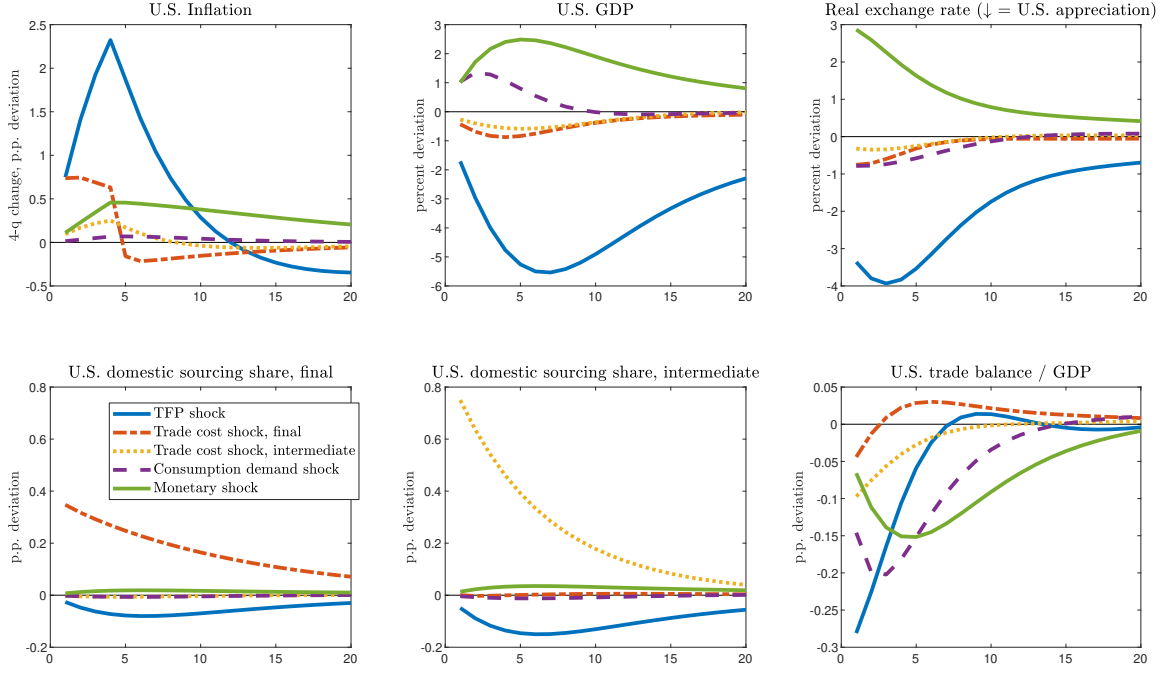 U.S. Inflation
4-q change, p.p. deviation
2.5
2
1.5
1
0.5
0
-0.5
0 5 10 15 20
U.S. GDP
percent deviation
3
2
1
0
-1
-2
-3
-4
-5
-6
0 5 10 15 20
Real exchange rate (↓ = U.S. appreciation)
percent deviation
3
2
1
0
-1
-2
-3
-4
0 5 10 15 20
U.S. domestic sourcing share, final
p.p. deviation
0.8
0.6
0.4
0.2
0
-0.2
0 5 10 15 20
TFP shock
Trade cost shock, final
Trade cost shock, intermediate
Consumption demand shock
Monetary shock
U.S. domestic sourcing share, intermediate
p.p. deviation
0.8
0.6
0.4
0.2
0
-0.2
0 5 10 15 20
U.S. trade balance / GDP
p.p. deviation
0.05
0
-0.05
-0.1
-0.15
-0.2
-0.25
-0.3
0 5 10 15 20